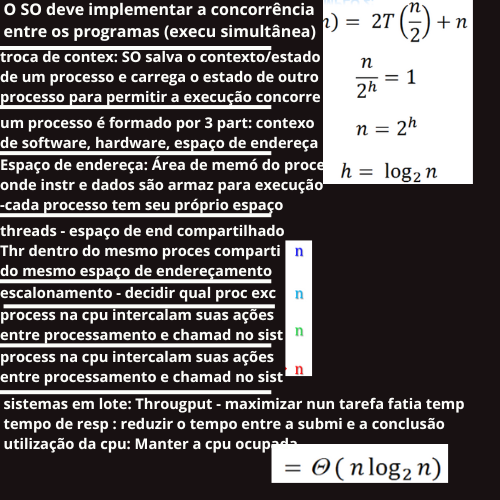 O SO deve implementar a concorrência
entre os programas (execu simultânea)
troca de contex: SO salva o contexto/estado
de um processo e carrega o estado de outro
processo para permitir a execução concorre
um processo é formado por 3 part: contexo
de software, hardware, espaço de endereça
Espaço de endereça: Área de memó do proce
onde instr e dados são armaz para execução
-cada processo tem seu próprio espaço
threads - espaço de end compartilhado
Thr dentro do mesmo proces comparti
do mesmo espaço de endereçamento
escalonamento - decidir qual proc exc
process na cpu intercalam suas ações
entre processamento e chamad no sist
process na cpu intercalam suas ações
entre processamento e chamad no sist
sistemas em lote: Througput - maximizar nun tarefa fatia temp
tempo de resp : reduzir o tempo entre a submi e a conclusão
utilização da cpu: Manter a cpu ocupada
n) = 2T(n/2) + n
n/2^h = 1
n = 2^h
h = log₂ n
n
n
n
n
= Θ( n log₂ n)